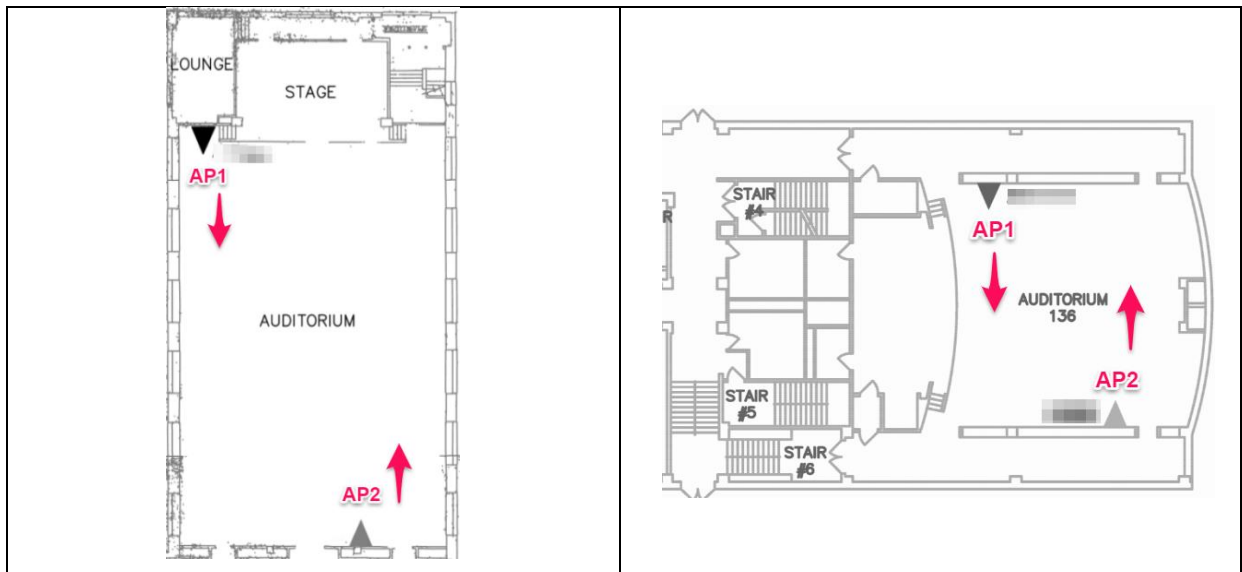 LOUNGE
STAGE
AP1
AUDITORIUM
AP2
STAIR
#4
R
AP1
AUDITORIUM
136
AP2
STAIR
#5
STAIR
#6